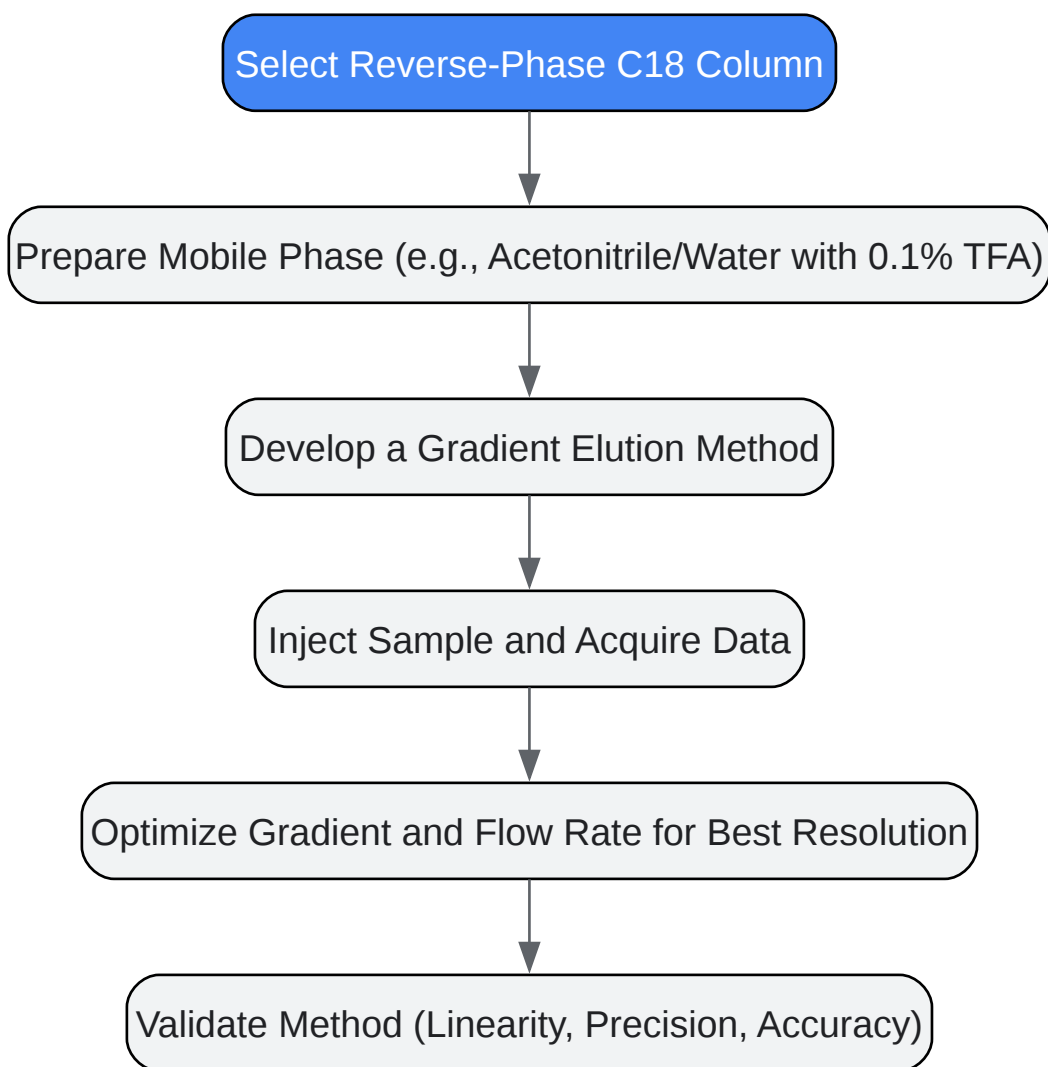 Select Reverse-Phase C18 Column
Prepare Mobile Phase (e.g., Acetonitrile/Water with 0.1% TFA)
Develop a Gradient Elution Method
Inject Sample and Acquire Data
Optimize Gradient and Flow Rate for Best Resolution
Validate Method (Linearity, Precision, Accuracy)